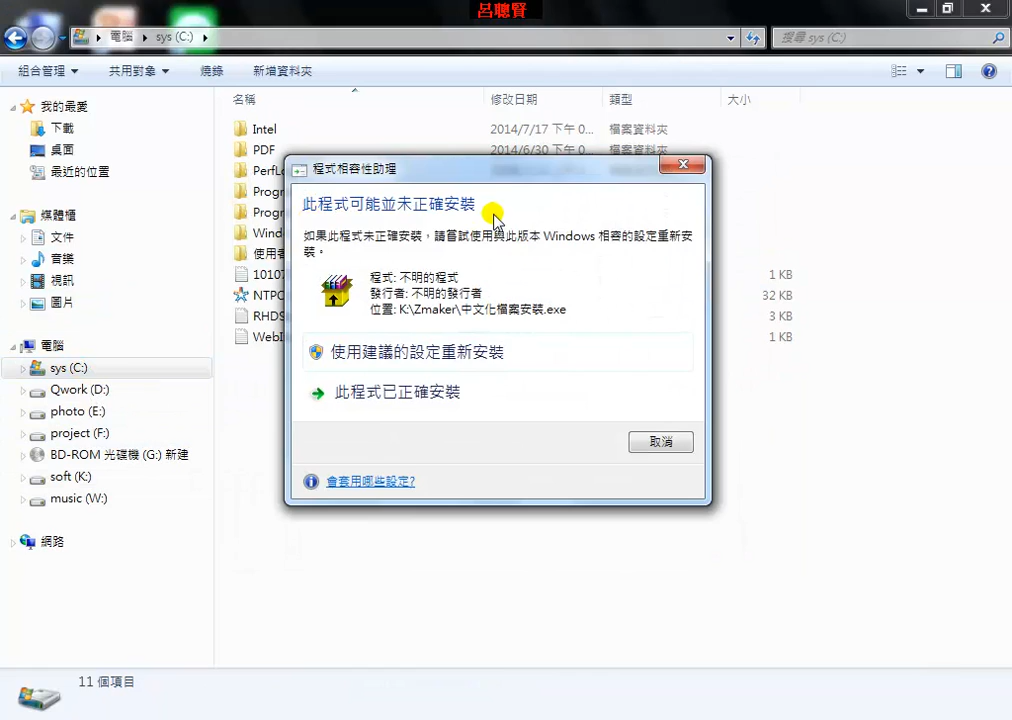 呂聰賢
電腦 sys (C:)
搜尋 sys (C:)
組合管理 共用對象 燒錄 新增資料夾
名稱 修改日期 類型 大小
我的最愛
下載
桌面
最近的位置
媒體櫃
文件
音樂
視訊
圖片
電腦
sys (C:)
Qwork (D:)
photo (E:)
project (F:)
BD-ROM 光碟機 (G:) 新建
soft (K:)
music (W:)
網路
Intel 2014/7/17 下午 0... 檔案資料夾
PDF 2014/6/30 下午 0... 檔案資料夾
PerfL
Progr
Progr
Wind
使用者
10107 1 KB
NTPC 32 KB
RHDS 3 KB
WebI 1 KB
程式相容性助理
此程式可能並未正確安裝
如果此程式未正確安裝，請嘗試使用與此版本 Windows 相容的設定重新安
裝。
程式: 不明的程式
發行者: 不明的發行者
位置: K:\Zmaker\中文化檔案安裝.exe
使用建議的設定重新安裝
此程式已正確安裝
取消
會套用哪些設定?
11 個項目